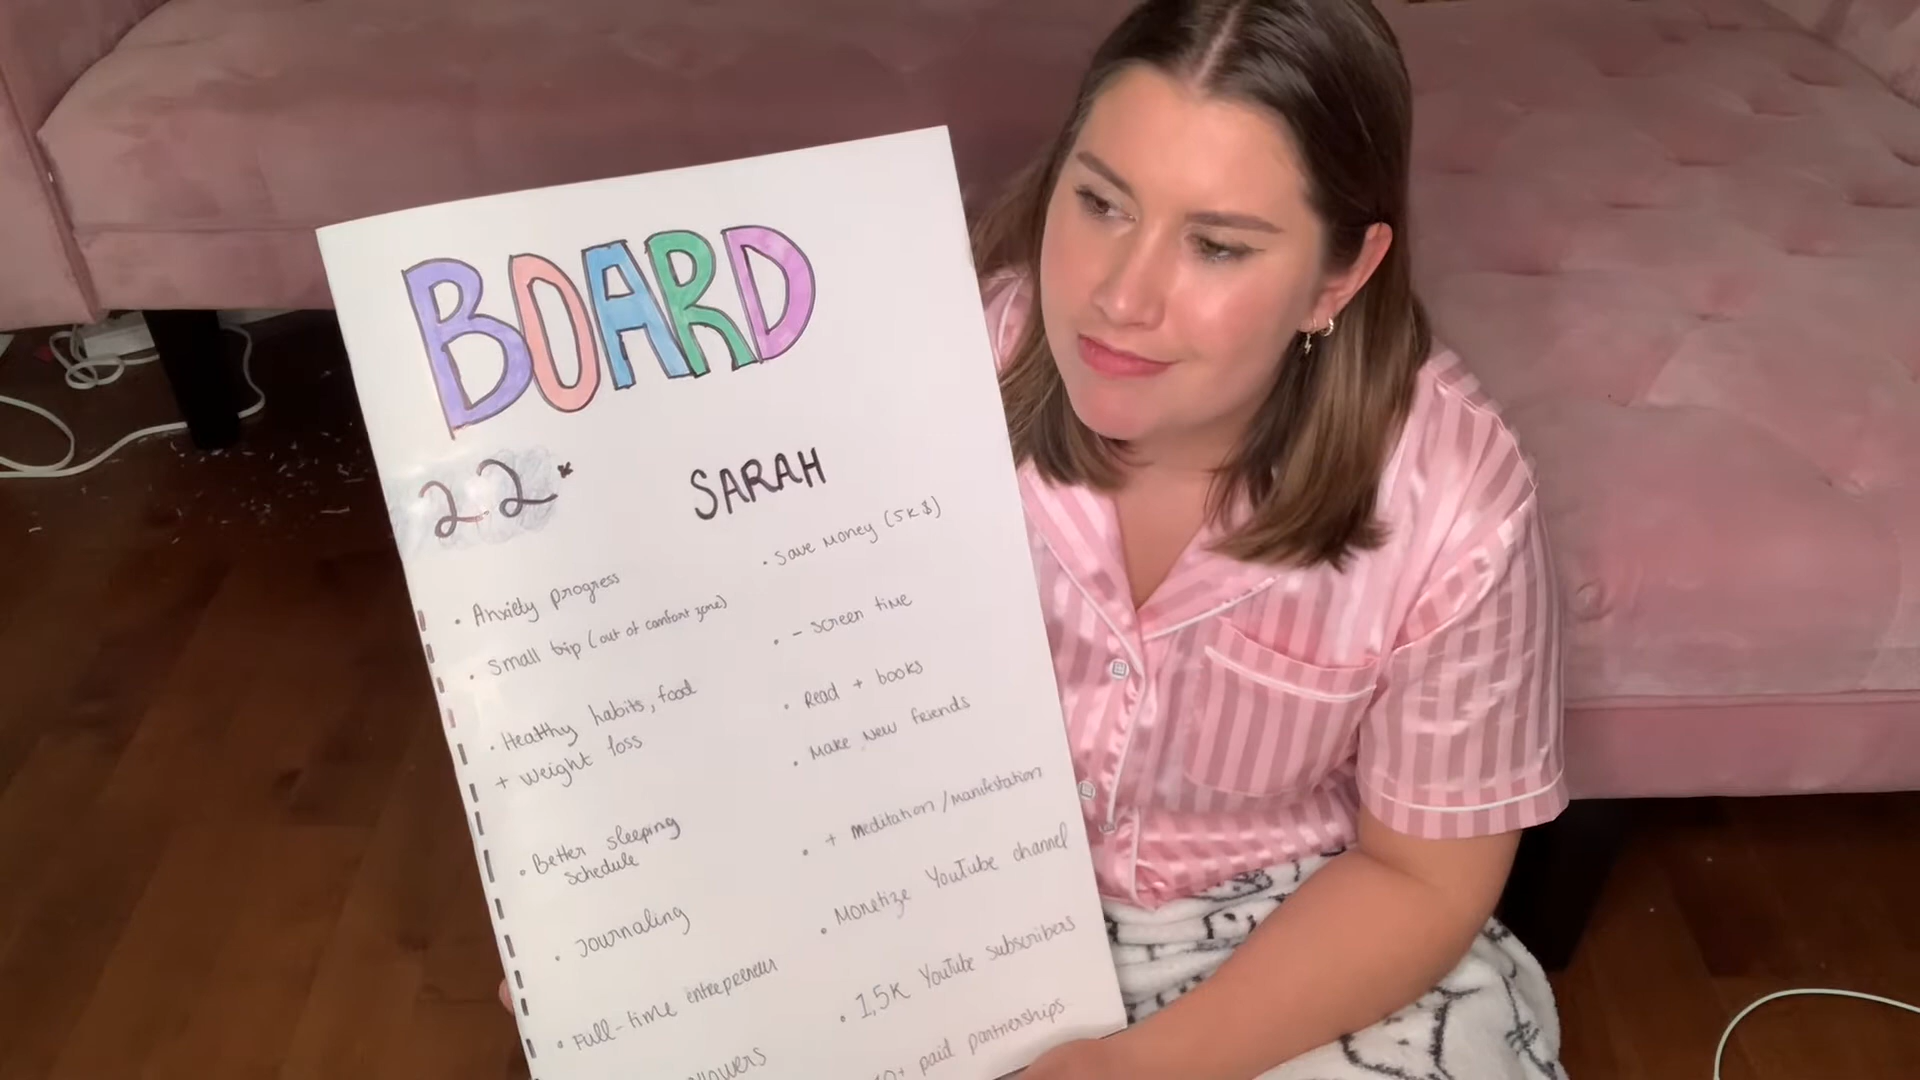 BOARD
22*
SARAH
• Anxiety progress
• Small trip (out of comfort zone)
• Healthy habits, food
+ weight loss
• Better sleeping
schedule
• Journaling
• Full-time entrepreneur
• Save money (5K$)
• - screen time
• Read + books
• Make new friends
• + Meditation / Manifestation
• Monetize YouTube channel
• 1,5K YouTube subscribers
paid partnerships